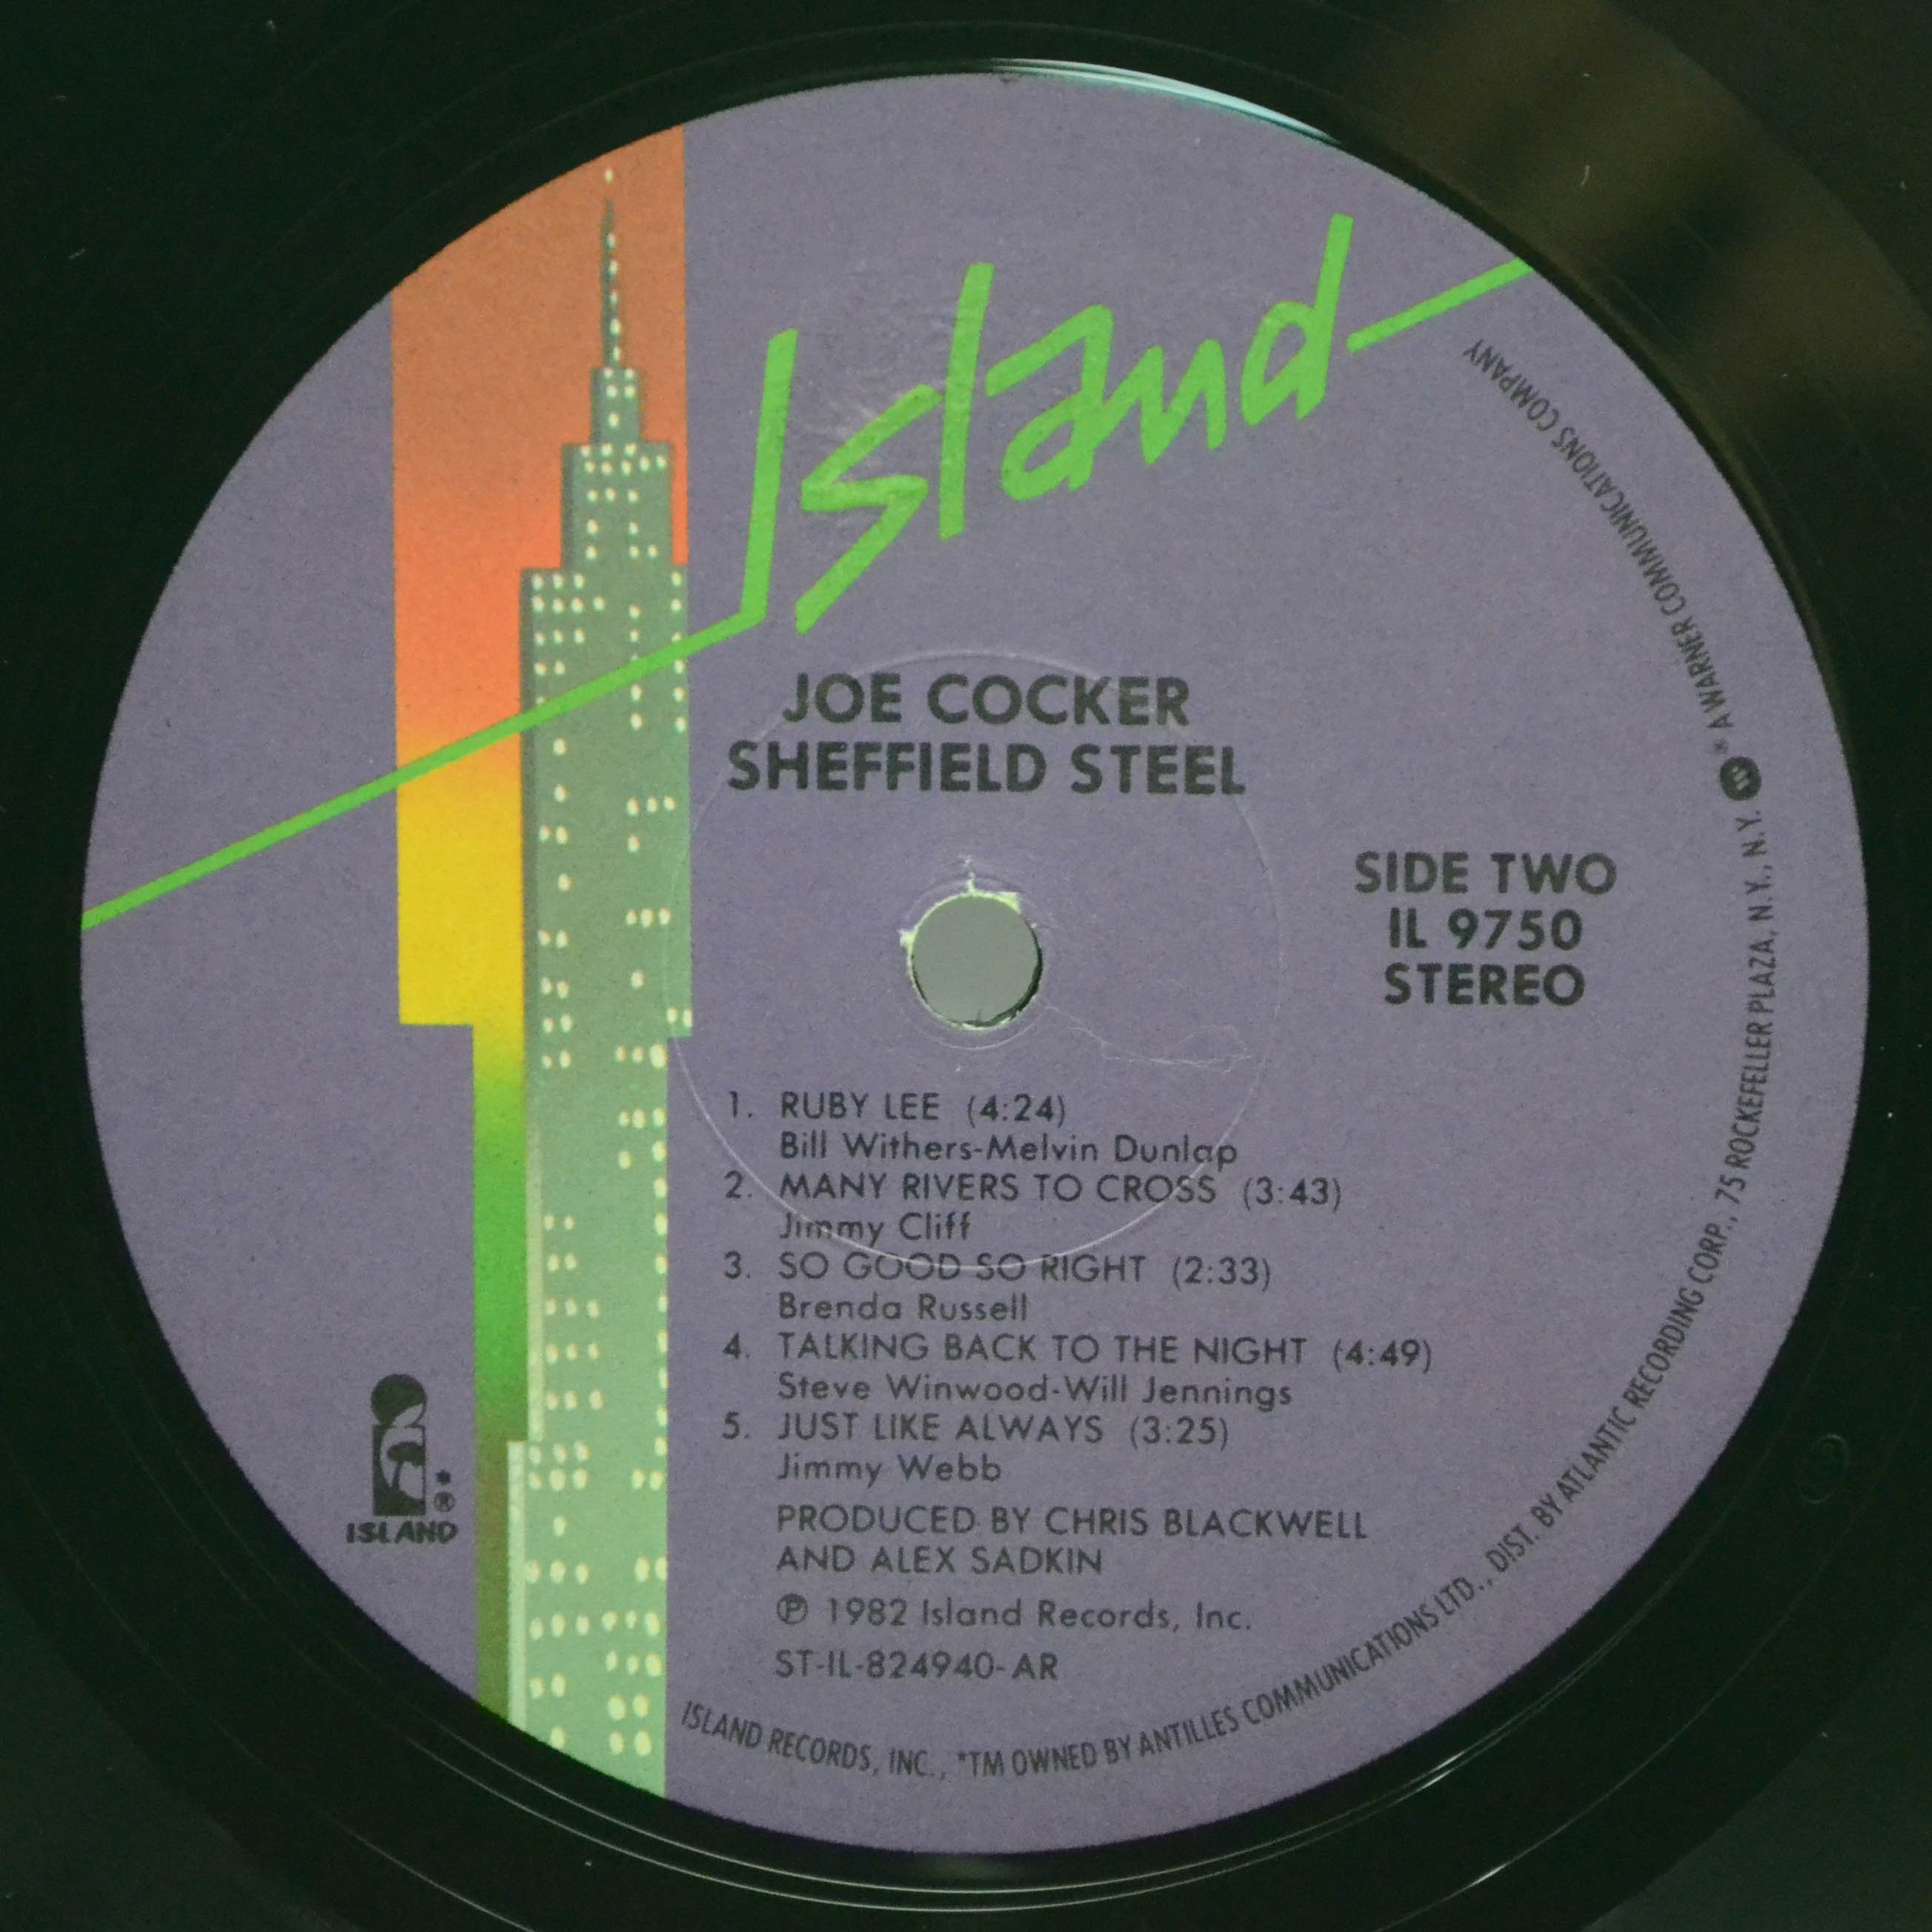 Island
JOE COCKER
SHEFFIELD STEEL
SIDE TWO
IL 9750
STEREO
1. RUBY LEE (4:24)
Bill Withers-Melvin Dunlap
2. MANY RIVERS TO CROSS (3:43)
Jimmy Cliff
3. SO GOOD SO RIGHT (2:33)
Brenda Russell
4. TALKING BACK TO THE NIGHT (4:49)
Steve Winwood-Will Jennings
5. JUST LIKE ALWAYS (3:25)
Jimmy Webb
PRODUCED BY CHRIS BLACKWELL
AND ALEX SADKIN
℗ 1982 Island Records, Inc.
ST-IL-824940-AR
*®
ISLAND
ISLAND RECORDS, INC., *TM OWNED BY ANTILLES COMMUNICATIONS LTD., DIST. BY ATLANTIC RECORDING CORP., 75 ROCKEFELLER PLAZA, N.Y., N.Y. W ® A WARNER COMMUNICATIONS COMPANY